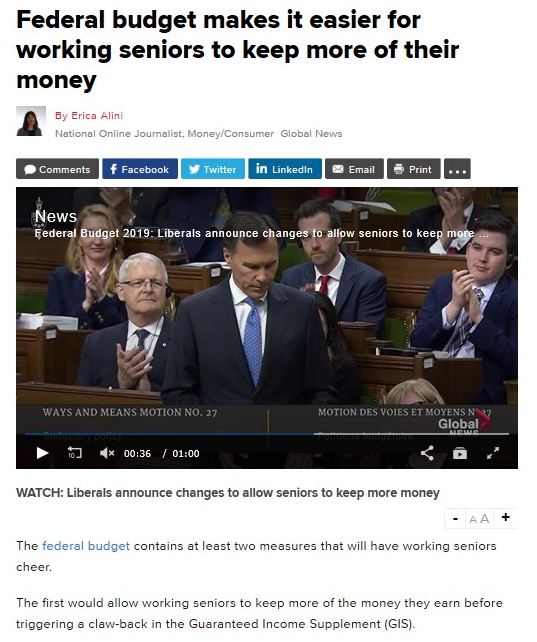 Federal budget makes it easier for
working seniors to keep more of their
money
By Erica Alini
National Online Journalist, Money/Consumer Global News
Comments
Facebook
Twitter
LinkedIn
Email
Print
...
News
Federal Budget 2019: Liberals announce changes to allow seniors to keep more ...
WAYS AND MEANS MOTION NO. 27
MOTION DES VOIES ET MOYENS Nº 27
Budgetary policy
Politique budgétaire
Global
NEWS
10
00:36 / 01:00
WATCH: Liberals announce changes to allow seniors to keep more money
- A A +
The federal budget contains at least two measures that will have working seniors
cheer.
The first would allow working seniors to keep more of the money they earn before
triggering a claw-back in the Guaranteed Income Supplement (GIS).